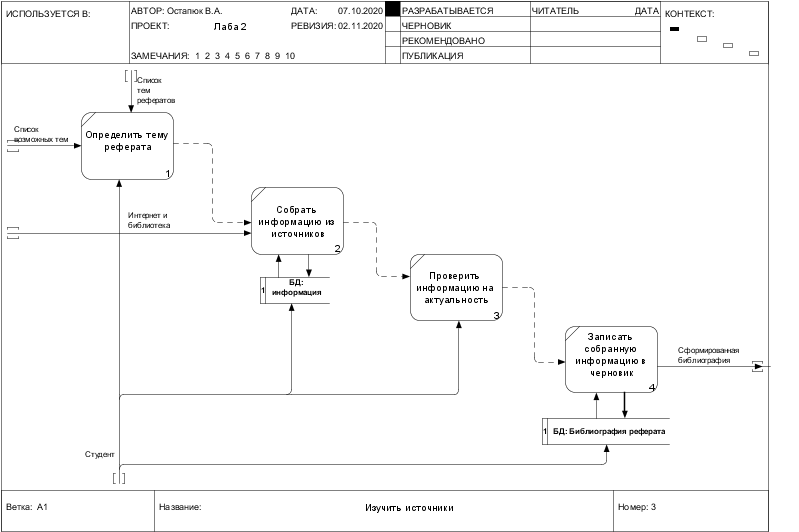 ИСПОЛЬЗУЕТСЯ В:
АВТОР: Остапюк В.А.
ДАТА: 07.10.2020
РАЗРАБАТЫВАЕТСЯ
ЧИТАТЕЛЬ
ДАТА
КОНТЕКСТ:
ПРОЕКТ: Лаба 2
РЕВИЗИЯ: 02.11.2020
ЧЕРНОВИК
РЕКОМЕНДОВАНО
ЗАМЕЧАНИЯ: 1 2 3 4 5 6 7 8 9 10
ПУБЛИКАЦИЯ
Список
тем
рефератов
Список
возможных тем
Определить тему
реферата
1
Интернет и
библиотека
Собрать
информацию из
источников
2
БД:
1
информация
Проверить
информацию на
актуальность
3
Записать
собранную
информацию в
черновик
4
Сформированная
библиография
1 БД: Библиография реферата
Студент
Ветка: A1
Название: Изучить источники
Номер: 3